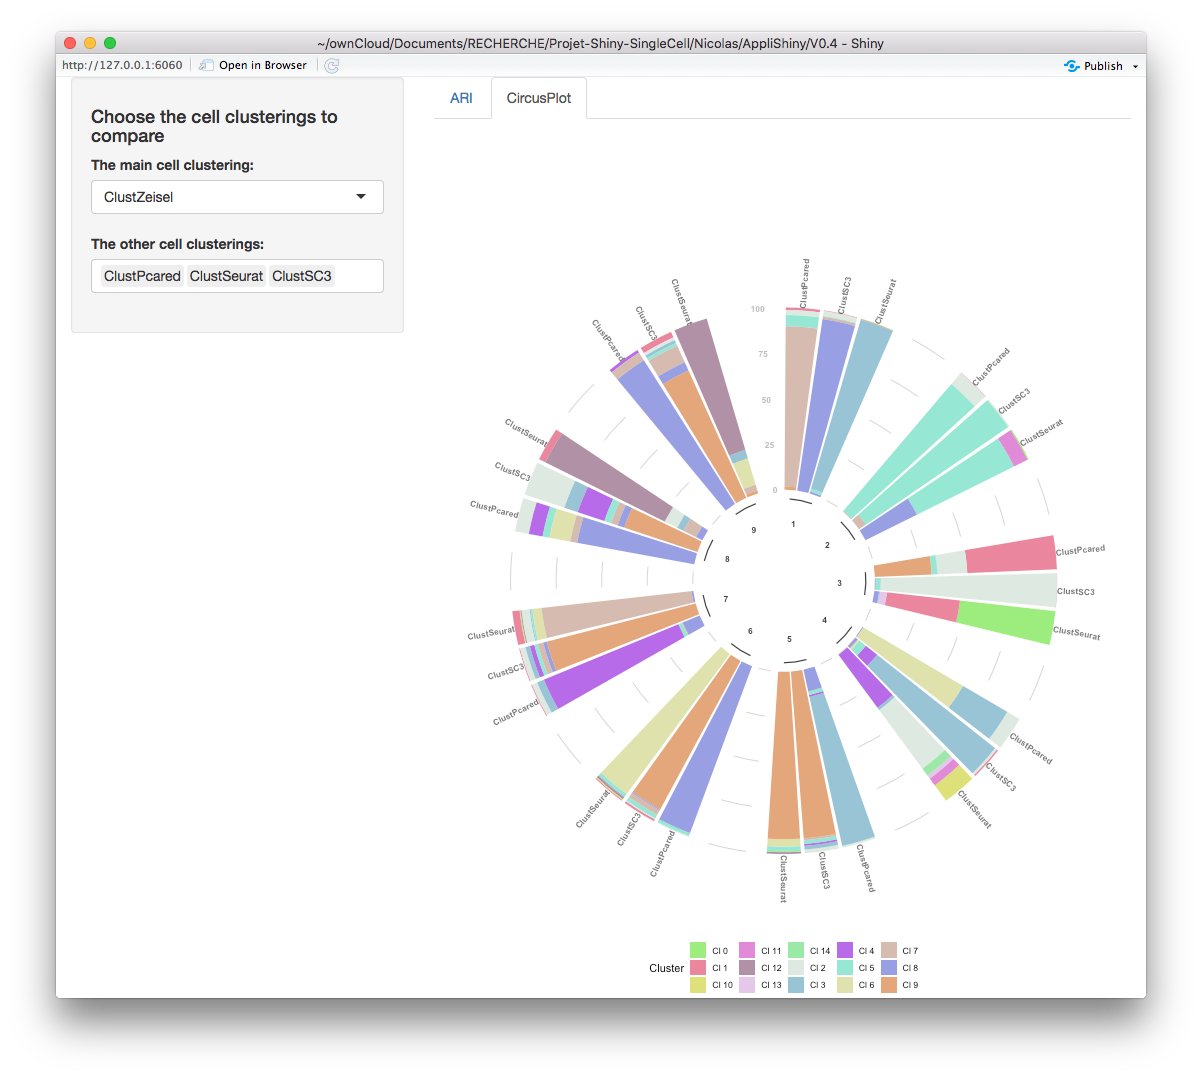 ~/ownCloud/Documents/RECHERCHE/Projet-Shiny-SingleCell/Nicolas/AppliShiny/V0.4 - Shiny
http://127.0.0.1:6060 Open in Browser Publish
Choose the cell clusterings to
compare
The main cell clustering:
ClustZeisel
The other cell clusterings:
ClustPcared ClustSeurat ClustSC3
ARI CircusPlot
100
75
50
25
0
ClustPcared
ClustSC3
ClustSeurat
ClustPcared
ClustSC3
ClustSeurat
ClustPcared
ClustSC3
ClustSeurat
ClustPcared
ClustSC3
ClustSeurat
ClustPcared
ClustSC3
ClustSeurat
ClustPcared
ClustSC3
ClustSeurat
ClustPcared
ClustSC3
ClustSeurat
ClustPcared
ClustSC3
ClustSeurat
ClustPcared
ClustSC3
ClustSeurat
1
2
3
4
5
6
7
8
9
Cluster
Cl 0 Cl 11 Cl 14 Cl 4 Cl 7
Cl 1 Cl 12 Cl 2 Cl 5 Cl 8
Cl 10 Cl 13 Cl 3 Cl 6 Cl 9